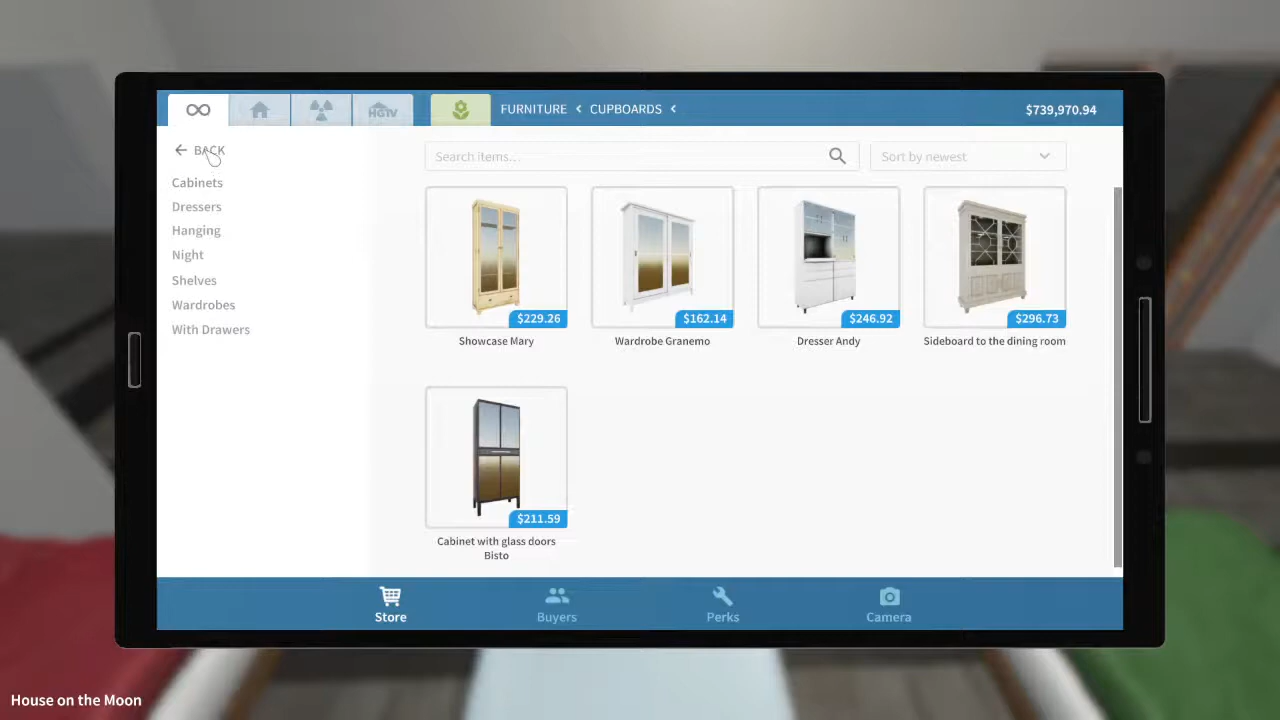 HGTV
FURNITURE < CUPBOARDS <
$739,970.94
BACK
Search items...
Sort by newest
Cabinets
Dressers
Hanging
Night
Shelves
Wardrobes
With Drawers
$229.26
$162.14
$246.92
$296.73
Showcase Mary
Wardrobe Granemo
Dresser Andy
Sideboard to the dining room
$211.59
Cabinet with glass doors
Bisto
Store
Buyers
Perks
Camera
House on the Moon